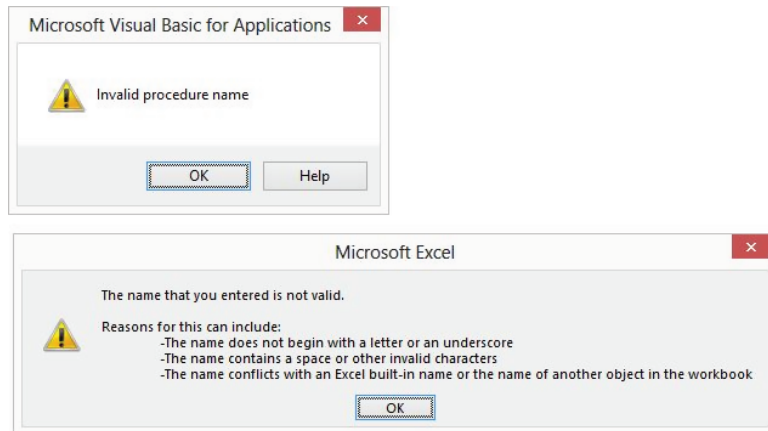 Microsoft Visual Basic for Applications
Invalid procedure name
OK Help
Microsoft Excel
The name that you entered is not valid.
Reasons for this can include:
-The name does not begin with a letter or an underscore
-The name contains a space or other invalid characters
-The name conflicts with an Excel built-in name or the name of another object in the workbook
OK